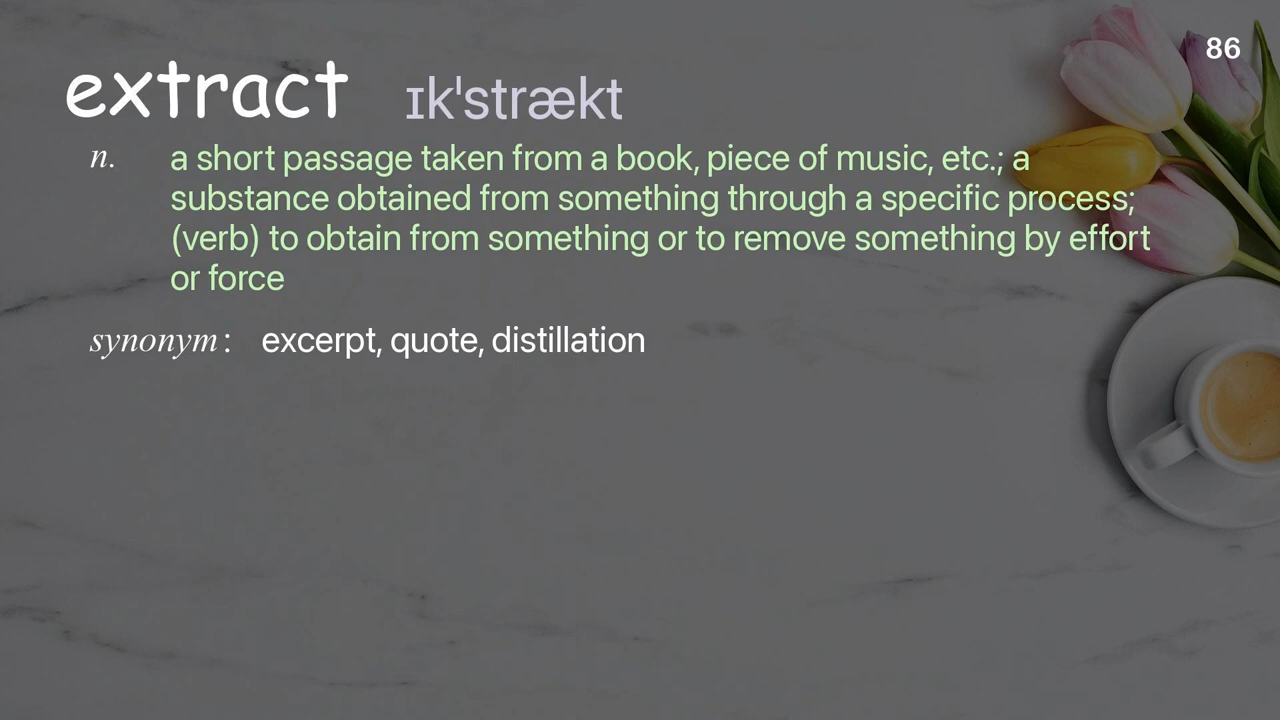 86
extract ɪk'strækt
n. a short passage taken from a book, piece of music, etc.; a
substance obtained from something through a specific process;
(verb) to obtain from something or to remove something by effort
or force
synonym: excerpt, quote, distillation